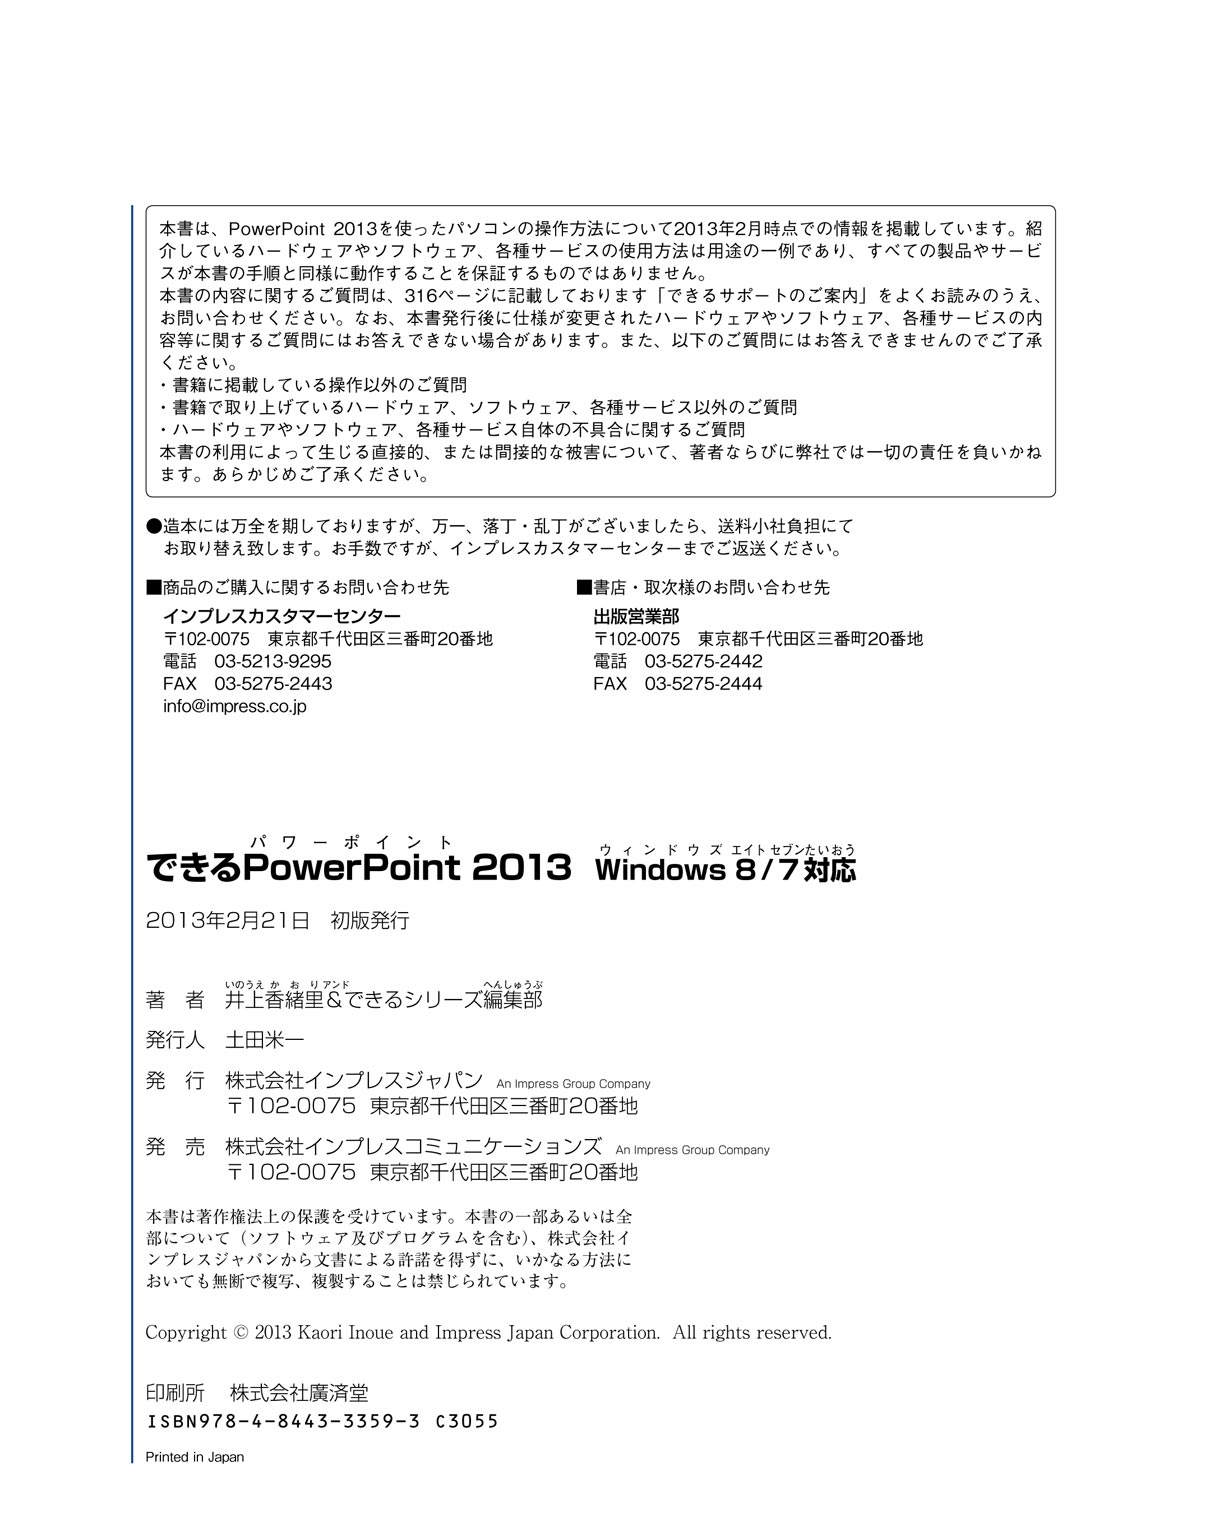 本書は、PowerPoint 2013を使ったパソコンの操作方法について2013年2月時点での情報を掲載しています。紹
介しているハードウェアやソフトウェア、各種サービスの使用方法は用途の一例であり、すべての製品やサービ
スが本書の手順と同様に動作することを保証するものではありません。
本書の内容に関するご質問は、316ページに記載しております「できるサポートのご案内」をよくお読みのうえ、
お問い合わせください。なお、本書発行後に仕様が変更されたハードウェアやソフトウェア、各種サービスの内
容等に関するご質問にはお答えできない場合があります。また、以下のご質問にはお答えできませんのでご了承
ください。
・書籍に掲載している操作以外のご質問
・書籍で取り上げているハードウェア、ソフトウェア、各種サービス以外のご質問
・ハードウェアやソフトウェア、各種サービス自体の不具合に関するご質問
本書の利用によって生じる直接的、または間接的な被害について、著者ならびに弊社では一切の責任を負いかね
ます。あらかじめご了承ください。
●造本には万全を期しておりますが、万一、落丁・乱丁がございましたら、送料小社負担にて
お取り替え致します。お手数ですが、インプレスカスタマーセンターまでご返送ください。
■商品のご購入に関するお問い合わせ先
インプレスカスタマーセンター
〒102-0075　東京都千代田区三番町20番地
電話　03-5213-9295
FAX　03-5275-2443
info@impress.co.jp
■書店・取次様のお問い合わせ先
出版営業部
〒102-0075　東京都千代田区三番町20番地
電話　03-5275-2442
FAX　03-5275-2444
パワーポイント　ウィンドウズ エイト セブンたいおう
できるPowerPoint 2013 Windows 8/7対応
2013年2月21日　初版発行
いのうえ か お り アンド　へんしゅうぶ
著　者　井上香緒里＆できるシリーズ編集部
発行人　土田米一
発　行　株式会社インプレスジャパン An Impress Group Company
〒102-0075 東京都千代田区三番町20番地
発　売　株式会社インプレスコミュニケーションズ An Impress Group Company
〒102-0075 東京都千代田区三番町20番地
本書は著作権法上の保護を受けています。本書の一部あるいは全
部について（ソフトウェア及びプログラムを含む）、株式会社イ
ンプレスジャパンから文書による許諾を得ずに、いかなる方法に
おいても無断で複写、複製することは禁じられています。
Copyright © 2013 Kaori Inoue and Impress Japan Corporation. All rights reserved.
印刷所　株式会社廣済堂
ISBN978-4-8443-3359-3 C3055
Printed in Japan